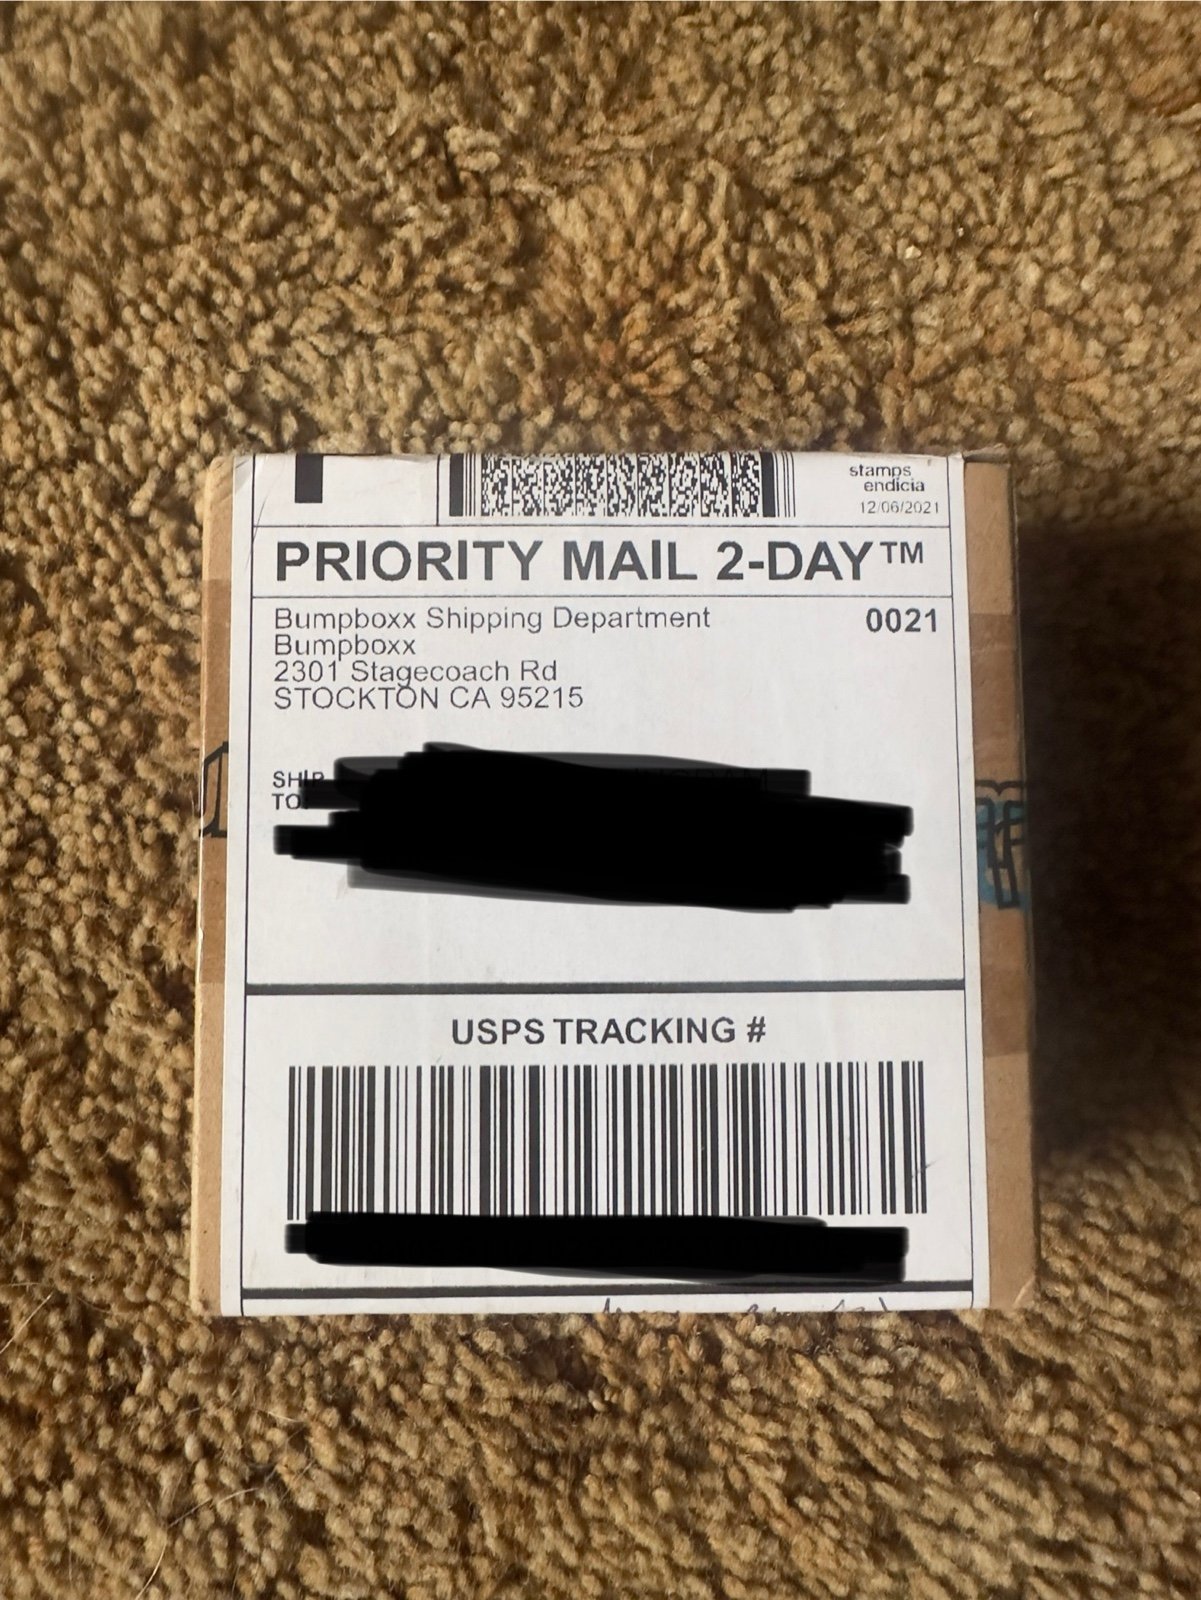 stamps
endicia
12/06/2021
PRIORITY MAIL 2-DAY™
Bumpboxx Shipping Department
0021
Bumpboxx
2301 Stagecoach Rd
STOCKTON CA 95215
SHIP
TO:
USPS TRACKING #